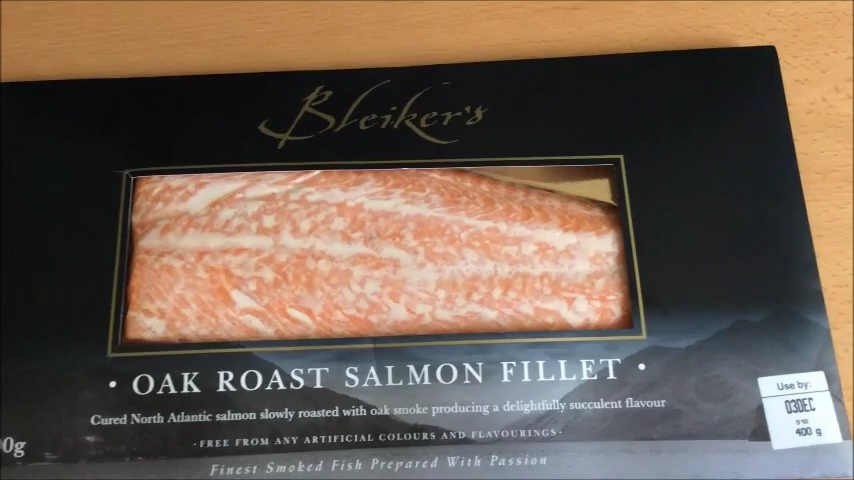 Bleiker's
• OAK ROAST SALMON FILLET •
Cured North Atlantic salmon slowly roasted with oak smoke producing a delightfully succulent flavour
·FREE FROM ANY ARTIFICIAL COLOURS AND FLAVOURINGS·
Finest Smoked Fish Prepared With Passion
00g
Use by:
03DEC
400 g